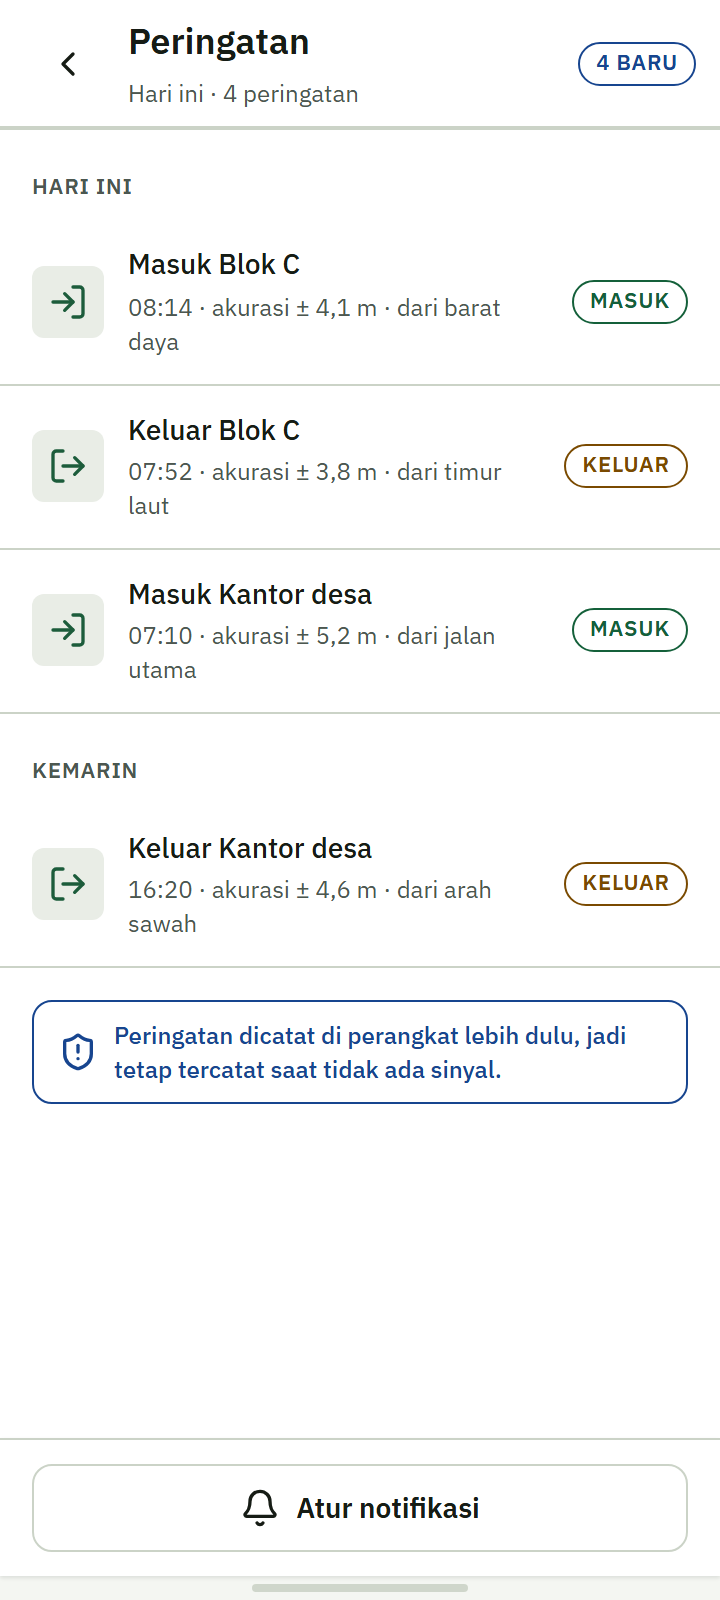 Peringatan
Hari ini · 4 peringatan
4 BARU
HARI INI
Masuk Blok C
08:14 · akurasi ± 4,1 m · dari barat
daya
MASUK
Keluar Blok C
07:52 · akurasi ± 3,8 m · dari timur
laut
KELUAR
Masuk Kantor desa
07:10 · akurasi ± 5,2 m · dari jalan
utama
MASUK
KEMARIN
Keluar Kantor desa
16:20 · akurasi ± 4,6 m · dari arah
sawah
KELUAR
Peringatan dicatat di perangkat lebih dulu, jadi
tetap tercatat saat tidak ada sinyal.
Atur notifikasi